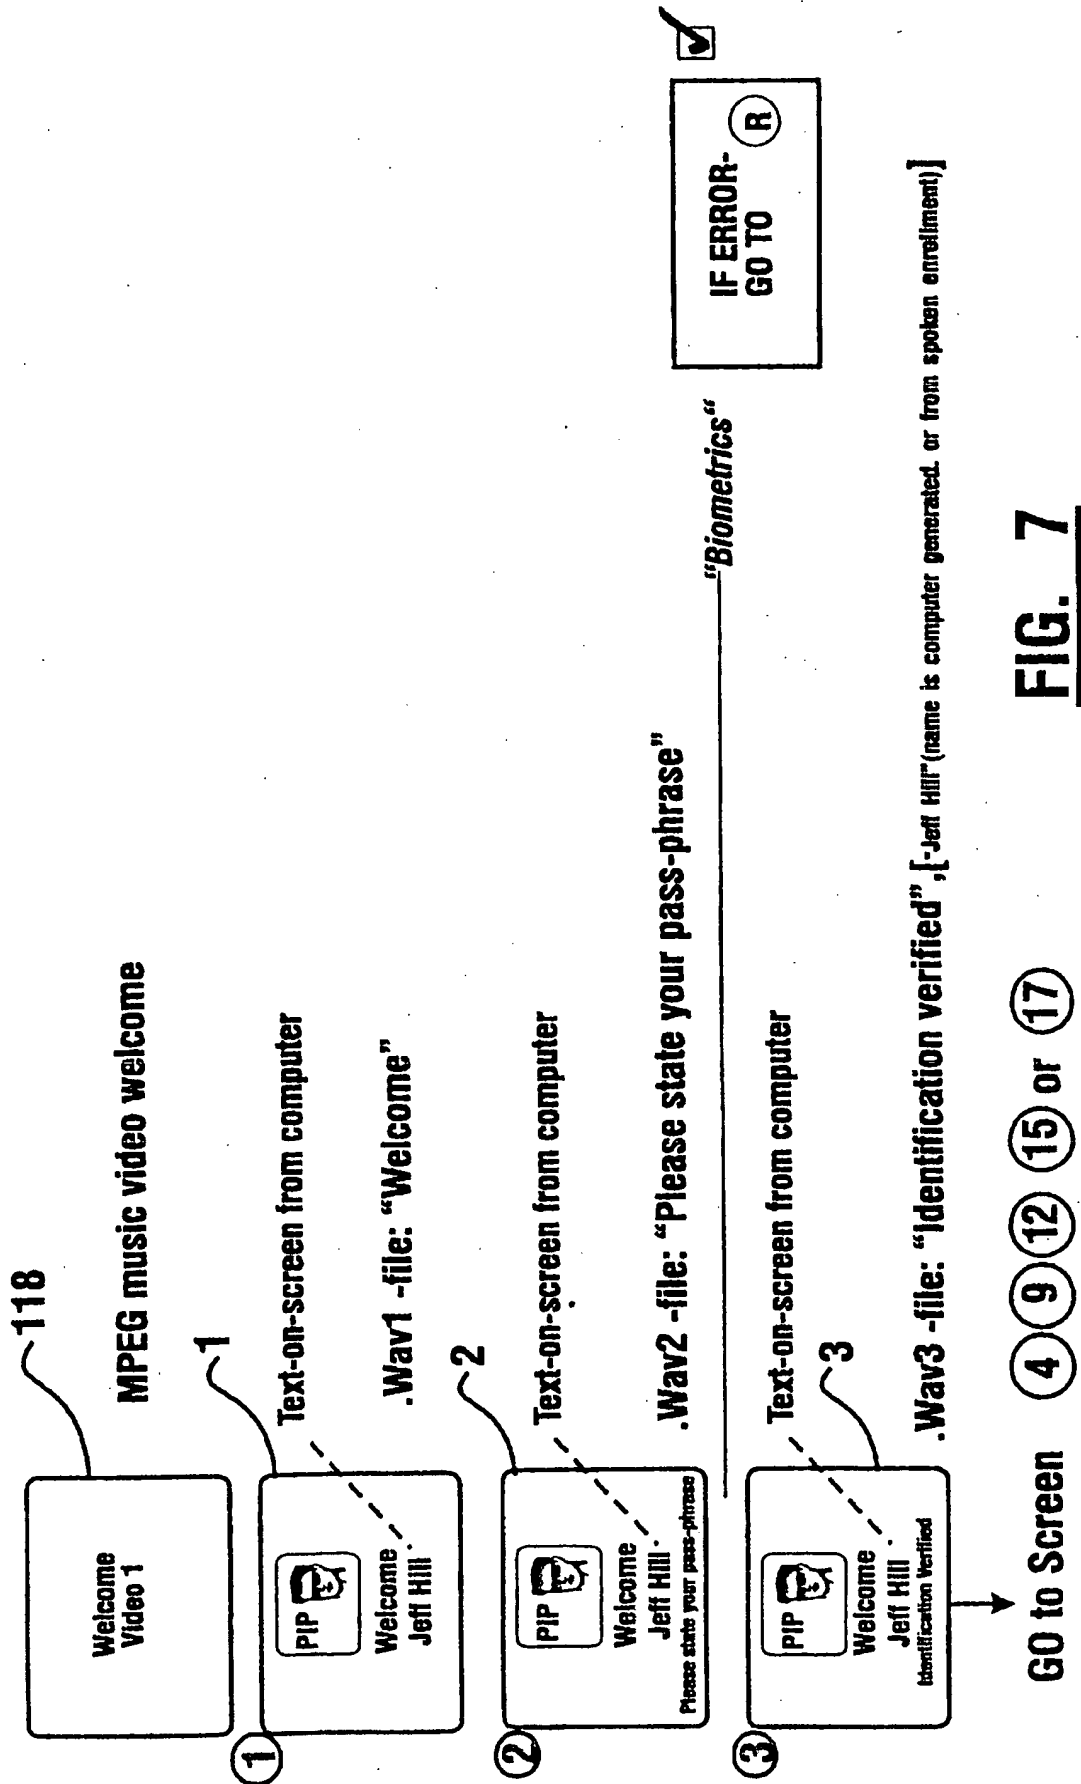 118
Welcome
Video 1
MPEG music video welcome
1
1
PIP
Welcome
Jeff Hill
Text-on-screen from computer
.Wav1 -file: “Welcome”
2
2
PIP
Welcome
Jeff Hill
Please state your pass-phrase
Text-on-screen from computer
.Wav2 -file: “Please state your pass-phrase”
“Biometrics“
IF ERROR-
GO TO R
3
3
PIP
Welcome
Jeff Hill
Identification Verified
Text-on-screen from computer
.Wav3 -file: “Identification verified”,[-Jeff Hill”(name is computer generated. or from spoken enrollment)]
GO to Screen 4 9 12 15 or 17
FIG. 7